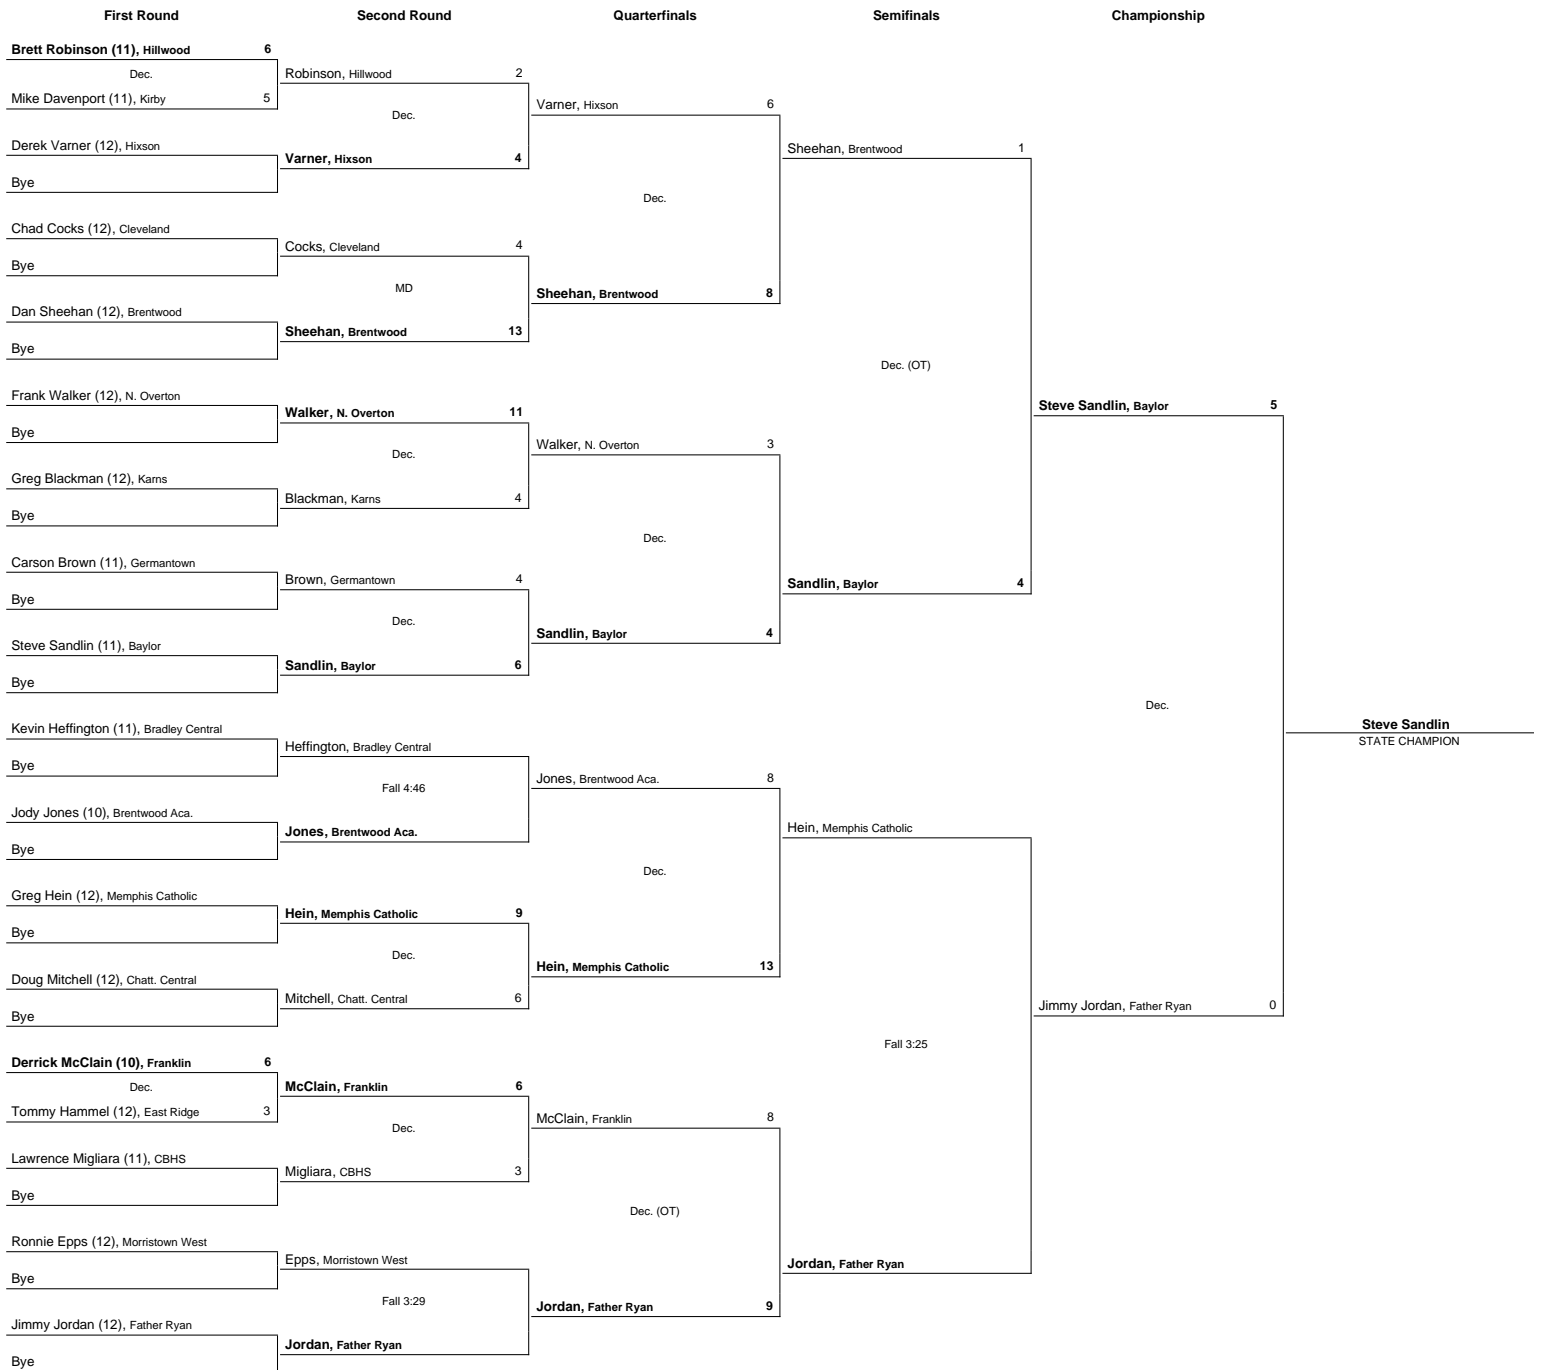 First Round Second Round Quarterfinals Semifinals Championship
Brett Robinson (11), Hillwood 6
Dec.
Mike Davenport (11), Kirby 5
Derek Varner (12), Hixson
Bye
Chad Cocks (12), Cleveland
Bye
Dan Sheehan (12), Brentwood
Bye
Frank Walker (12), N. Overton
Bye
Greg Blackman (12), Karns
Bye
Carson Brown (11), Germantown
Bye
Steve Sandlin (11), Baylor
Bye
Kevin Heffington (11), Bradley Central
Bye
Jody Jones (10), Brentwood Aca.
Bye
Greg Hein (12), Memphis Catholic
Bye
Doug Mitchell (12), Chatt. Central
Bye
Derrick McClain (10), Franklin 6
Dec.
Tommy Hammel (12), East Ridge 3
Lawrence Migliara (11), CBHS
Bye
Ronnie Epps (12), Morristown West
Bye
Jimmy Jordan (12), Father Ryan
Bye
Robinson, Hillwood 2
Dec.
Varner, Hixson 4
Cocks, Cleveland 4
MD
Sheehan, Brentwood 13
Walker, N. Overton 11
Dec.
Blackman, Karns 4
Brown, Germantown 4
Dec.
Sandlin, Baylor 6
Heffington, Bradley Central
Fall 4:46
Jones, Brentwood Aca.
Hein, Memphis Catholic 9
Dec.
Mitchell, Chatt. Central 6
McClain, Franklin 6
Dec.
Migliara, CBHS 3
Epps, Morristown West
Fall 3:29
Jordan, Father Ryan
Varner, Hixson 6
Dec.
Sheehan, Brentwood 8
Walker, N. Overton 3
Dec.
Sandlin, Baylor 4
Jones, Brentwood Aca. 8
Dec.
Hein, Memphis Catholic 13
McClain, Franklin 8
Dec. (OT)
Jordan, Father Ryan 9
Sheehan, Brentwood 1
Dec. (OT)
Sandlin, Baylor 4
Hein, Memphis Catholic
Fall 3:25
Jordan, Father Ryan
Steve Sandlin, Baylor 5
Dec.
Jimmy Jordan, Father Ryan 0
Steve Sandlin
STATE CHAMPION